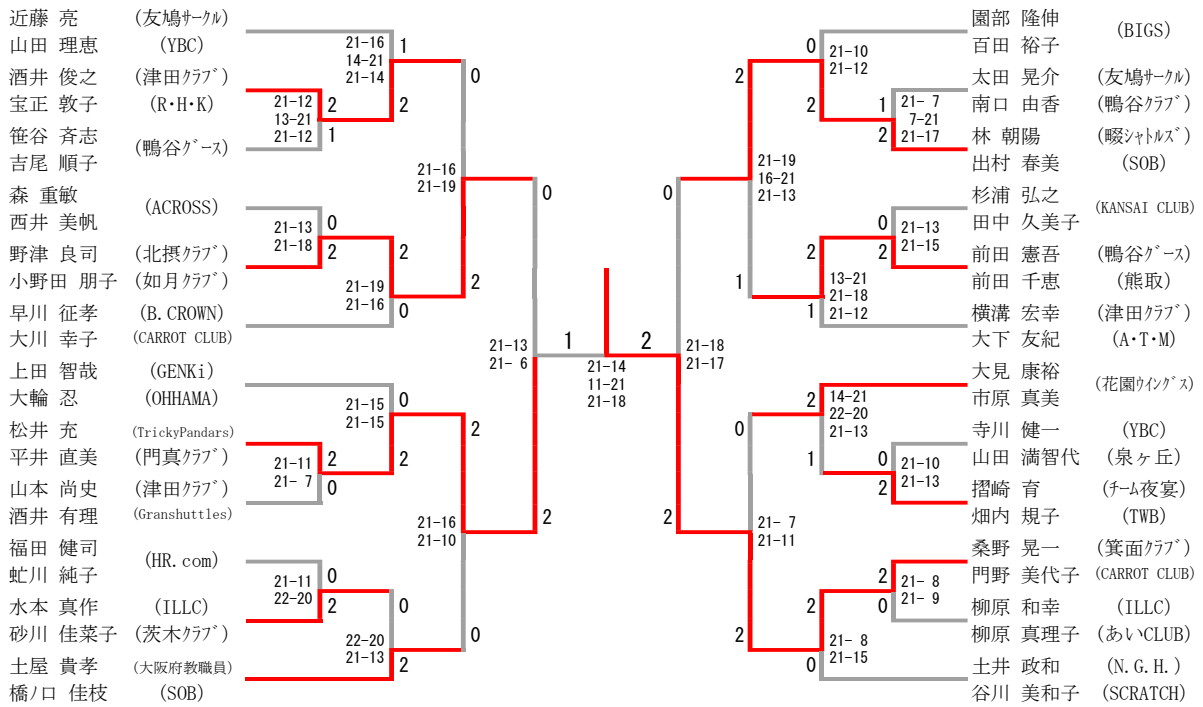 近藤 亮 (友鳩ｻｰｸﾙ)
山田 理恵 (YBC)
酒井 俊之 (津田ｸﾗﾌﾞ)
宝正 敦子 (R･H･K)
笹谷 斉志
吉尾 順子
(鴨谷ｸﾞｰｽ)
森 重敏
西井 美帆
(ACROSS)
野津 良司 (北摂ｸﾗﾌﾞ)
小野田 朋子 (如月ｸﾗﾌﾞ)
早川 征孝 (B.CROWN)
大川 幸子 (CARROT CLUB)
上田 智哉 (GENKi)
大輪 忍 (OHHAMA)
松井 充 (TrickyPandars)
平井 直美 (門真ｸﾗﾌﾞ)
山本 尚史 (津田ｸﾗﾌﾞ)
酒井 有理 (Granshuttles)
福田 健司
虻川 純子
(HR.com)
水本 真作 (ILLC)
砂川 佳菜子 (茨木ｸﾗﾌﾞ)
土屋 貴孝 (大阪府教職員)
橋ノ口 佳枝 (SOB)
21-16
14-21
21-14
1
2
21-12
13-21
21-12
2
1
21-16
21-19
0
2
21-13
21-18
0
2
21-19
21-16
2
0
21-13
21- 6
0
2
21-15
21-15
0
2
21-11
21- 7
2
0
21-16
21-10
2
0
21-11
22-20
0
2
22-20
21-13
0
2
1
2
21-14
11-21
21-18
21-18
21-17
0
2
21-19
16-21
21-13
2
1
0
2
21-10
21-12
1
2
21- 7
7-21
21-17
0
2
21-13
21-15
2
1
13-21
21-18
21-12
21- 7
21-11
0
2
2
1
14-21
22-20
21-13
0
2
21-10
21-13
2
0
21- 8
21- 9
2
0
21- 8
21-15
園部 隆伸
百田 裕子
(BIGS)
太田 晃介 (友鳩ｻｰｸﾙ)
南口 由香 (鴨谷ｸﾗﾌﾞ)
林 朝陽 (畷ｼｬﾄﾙｽﾞ)
出村 春美 (SOB)
杉浦 弘之
田中 久美子
(KANSAI CLUB)
前田 憲吾 (鴨谷ｸﾞｰｽ)
前田 千恵 (熊取)
横溝 宏幸 (津田ｸﾗﾌﾞ)
大下 友紀 (A･T･M)
大見 康裕
市原 真美
(花園ｳｲﾝｸﾞｽ)
寺川 健一 (YBC)
山田 満智代 (泉ヶ丘)
摺崎 育 (ﾁｰﾑ夜宴)
畑内 規子 (TWB)
桑野 晃一 (箕面ｸﾗﾌﾞ)
門野 美代子 (CARROT CLUB)
柳原 和幸 (ILLC)
柳原 真理子 (あいCLUB)
土井 政和 (N.G.H.)
谷川 美和子 (SCRATCH)